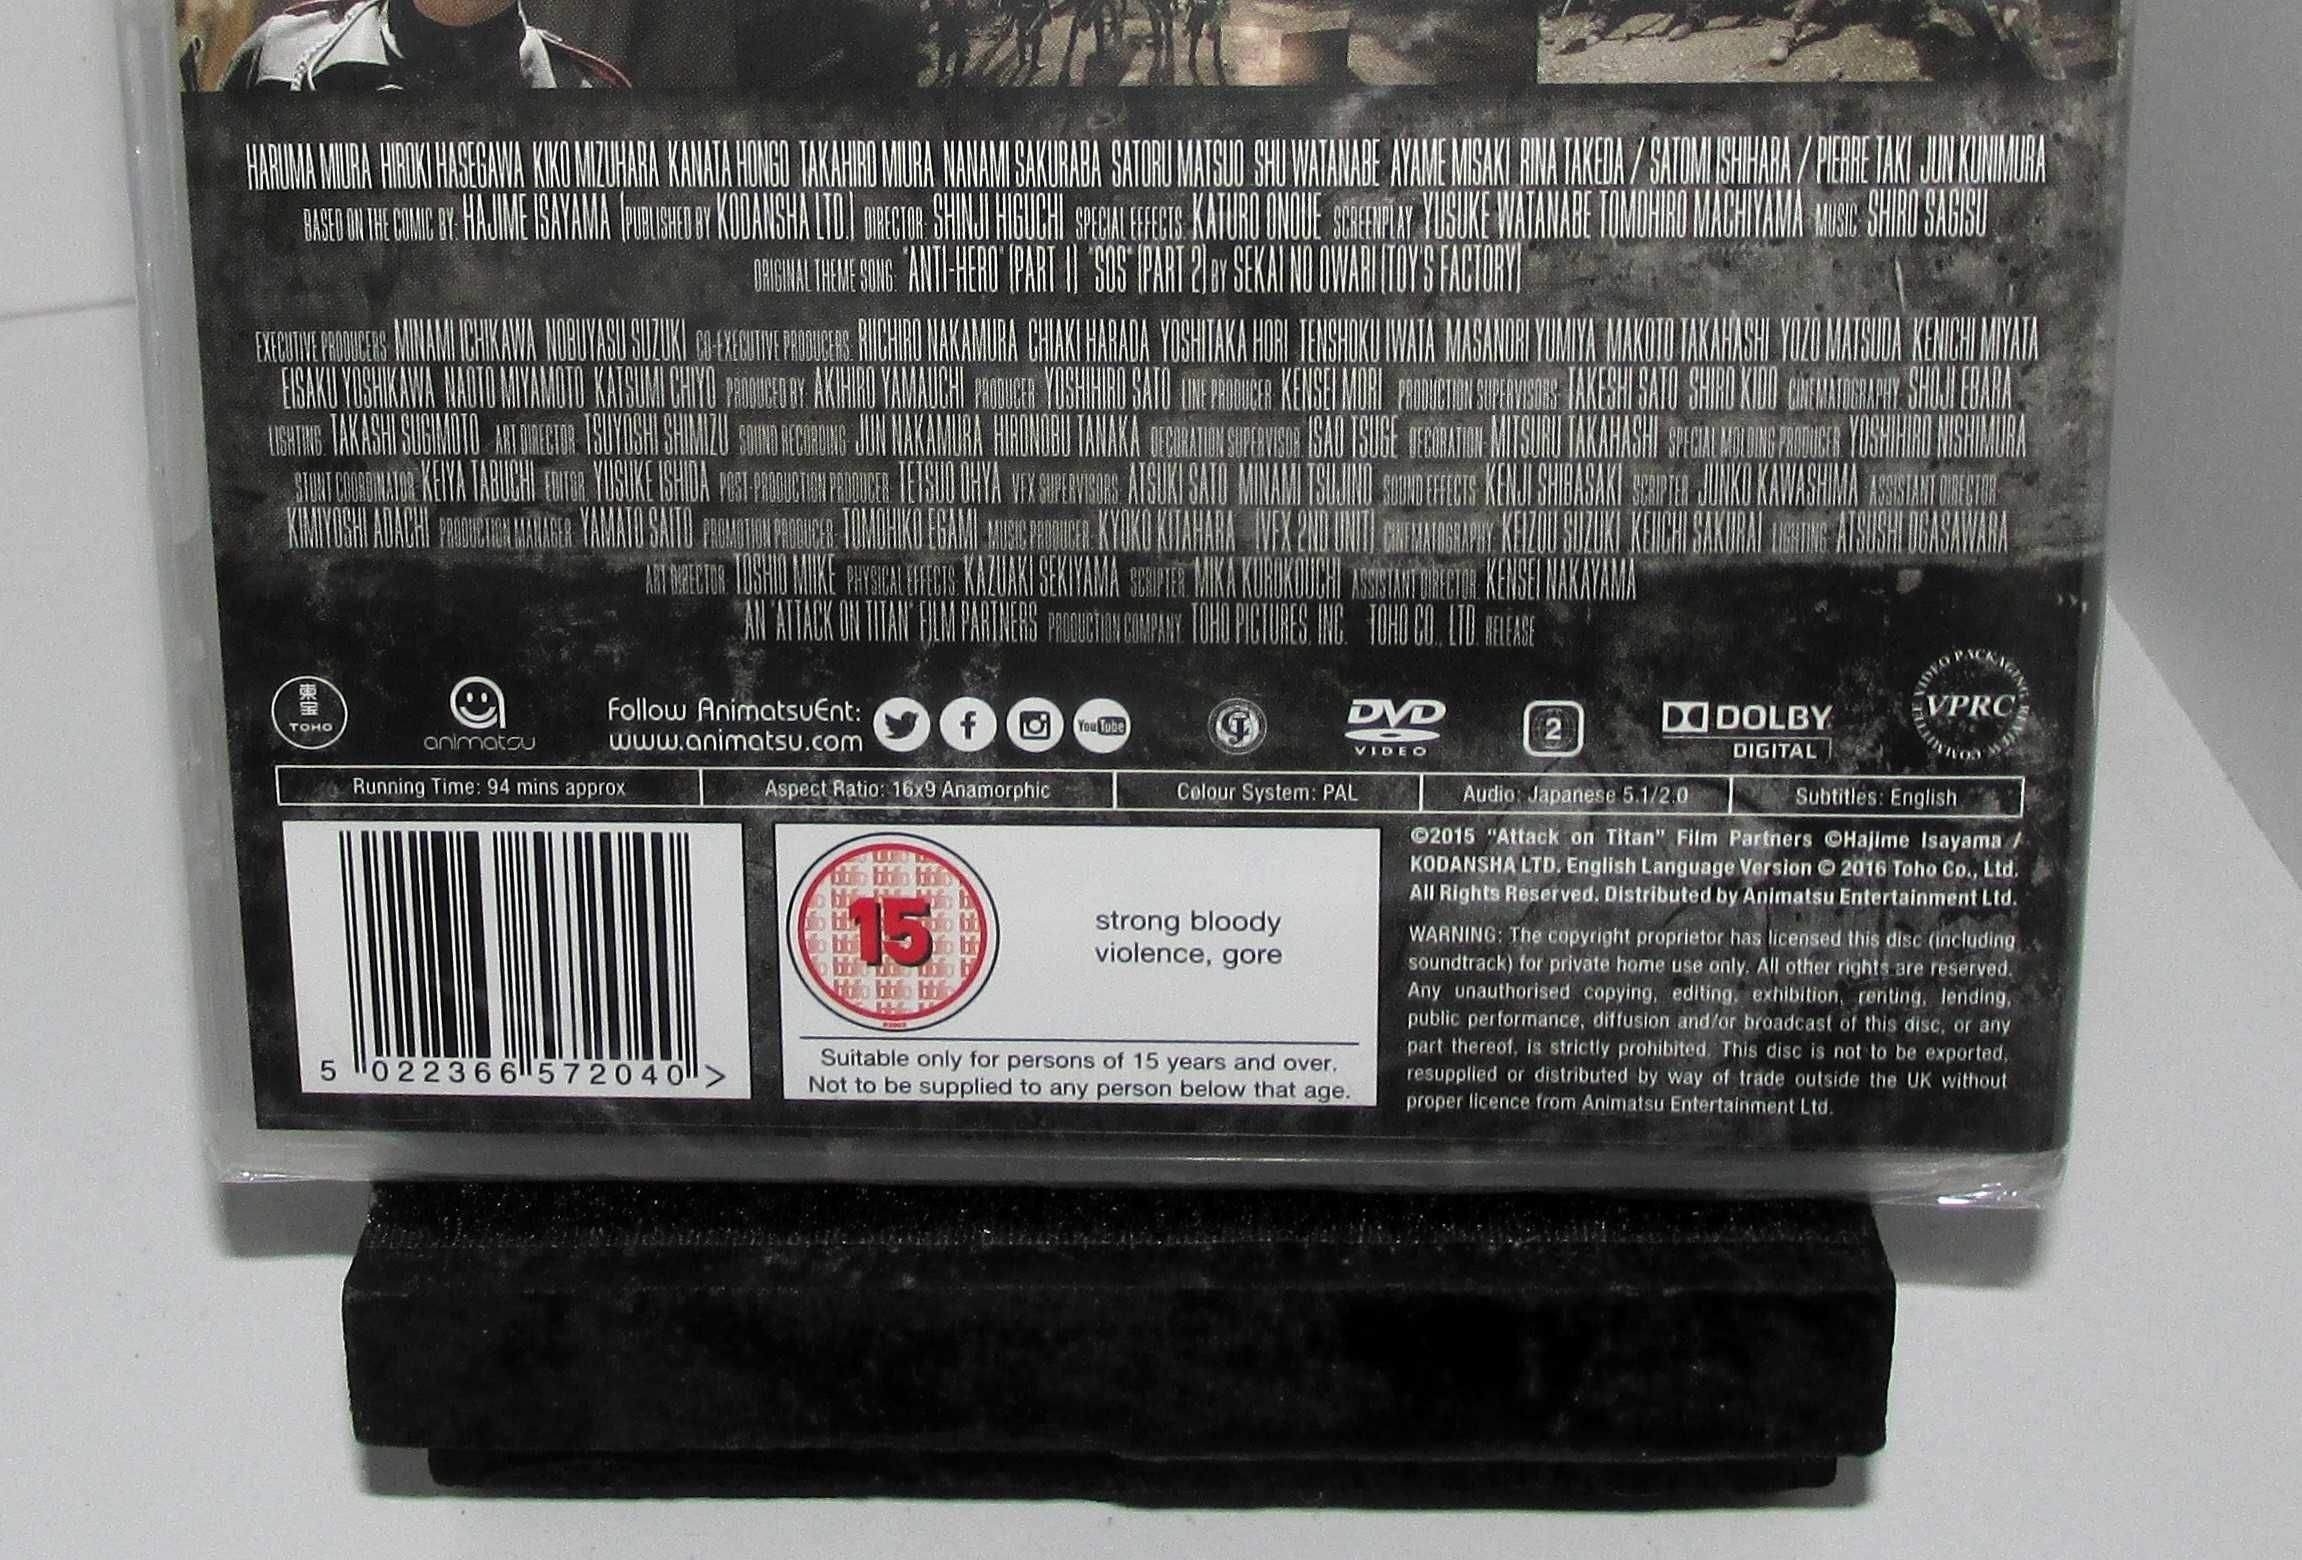 HARUMA MIURA HIROKI HASEGAWA KIKO MIZUHARA KANATA HONGO TAKAHIRO MIURA NANAMI SAKURABA SATORU MATSUO SHU WATANABE AYAME MISAKI RINA TAKEDA / SATOMI ISHIHARA / PIERRE TAKI JUN KUNIMURA
BASED ON THE COMIC BY: HAJIME ISAYAMA (PUBLISHED BY KODANSHA LTD.) DIRECTOR: SHINJI HIGUCHI SPECIAL EFFECTS: KATURO ONOUE SCREENPLAY: YUSUKE WATANABE TOMOHIRO MACHIYAMA MUSIC: SHIRO SAGISU
ORIGINAL THEME SONG: "ANTI-HERO" (PART 1) "SOS" (PART 2) BY SEKAI NO OWARI (TOY'S FACTORY)
EXECUTIVE PRODUCERS: MINAMI ICHIKAWA NOBUYASU SUZUKI CO-EXECUTIVE PRODUCERS: RIICHIRO NAKAMURA CHIAKI HARADA YOSHITAKA HORI TENSHOKU IWATA MASANORI YUMIYA MAKOTO TAKAHASHI YOZO MATSUDA KENICHI MIYATA
EISAKU YOSHIKAWA NAOTO MIYAMOTO KATSUMI CHIYO PRODUCED BY: AKIHIRO YAMAUCHI PRODUCER: YOSHIHIRO SATO LINE PRODUCER: KENSEI MORI PRODUCTION SUPERVISORS: TAKESHI SATO SHIRO KIDO CINEMATOGRAPHY: SHOJI EBARA
LIGHTING: TAKASHI SUGIMOTO ART DIRECTOR: TSUYOSHI SHIMIZU SOUND RECORDING: JUN NAKAMURA HIRONOBU TANAKA DECORATION SUPERVISOR: ISAO TSUGE DECORATION: MITSURU TAKAHASHI SPECIAL MOLDING PRODUCER: YOSHIHIRO NISHIMURA
STUNT COORDINATOR: KEIYA TABUCHI EDITOR: YUSUKE ISHIDA POST-PRODUCTION PRODUCER: TETSUO OHYA VFX SUPERVISORS: ATSUKI SATO MINAMI TSUJINO SOUND EFFECTS: KENJI SHIBASAKI SCRIPTER: JUNKO KAWASHIMA ASSISTANT DIRECTOR:
KIMIYOSHI ADACHI PRODUCTION MANAGER: YAMATO SAITO PROMOTION PRODUCER: TOMOHIKO EGAMI MUSIC PRODUCER: KYOKO KITAHARA (VFX 2ND UNIT) CINEMATOGRAPHY: KEIZOU SUZUKI KEIICHI SAKURAI LIGHTING: ATSUSHI OGASAWARA
ART DIRECTOR: TOSHIO MIIKE PHYSICAL EFFECTS: KAZUAKI SEKIYAMA SCRIPTER: MIKA KUROKOUCHI ASSISTANT DIRECTOR: KENSEI NAKAYAMA
AN "ATTACK ON TITAN" FILM PARTNERS PRODUCTION COMPANY: TOHO PICTURES, INC. TOHO CO., LTD. RELEASE
東宝
TOHO
animatsu
Follow AnimatsuEnt:
www.animatsu.com
YouTube
DVD
VIDEO
2
DOLBY
DIGITAL
VIDEO PACKAGING REVIEW COMMITTEE
VPRC
Running Time: 94 mins approx
Aspect Ratio: 16x9 Anamorphic
Colour System: PAL
Audio: Japanese 5.1/2.0
Subtitles: English
5 022366 572040 >
15
strong bloody
violence, gore
Suitable only for persons of 15 years and over.
Not to be supplied to any person below that age.
©2015 "Attack on Titan" Film Partners ©Hajime Isayama /
KODANSHA LTD. English Language Version © 2016 Toho Co., Ltd.
All Rights Reserved. Distributed by Animatsu Entertainment Ltd.
WARNING: The copyright proprietor has licensed this disc (including
soundtrack) for private home use only. All other rights are reserved.
Any unauthorised copying, editing, exhibition, renting, lending,
public performance, diffusion and/or broadcast of this disc, or any
part thereof, is strictly prohibited. This disc is not to be exported,
resupplied or distributed by way of trade outside the UK without
proper licence from Animatsu Entertainment Ltd.